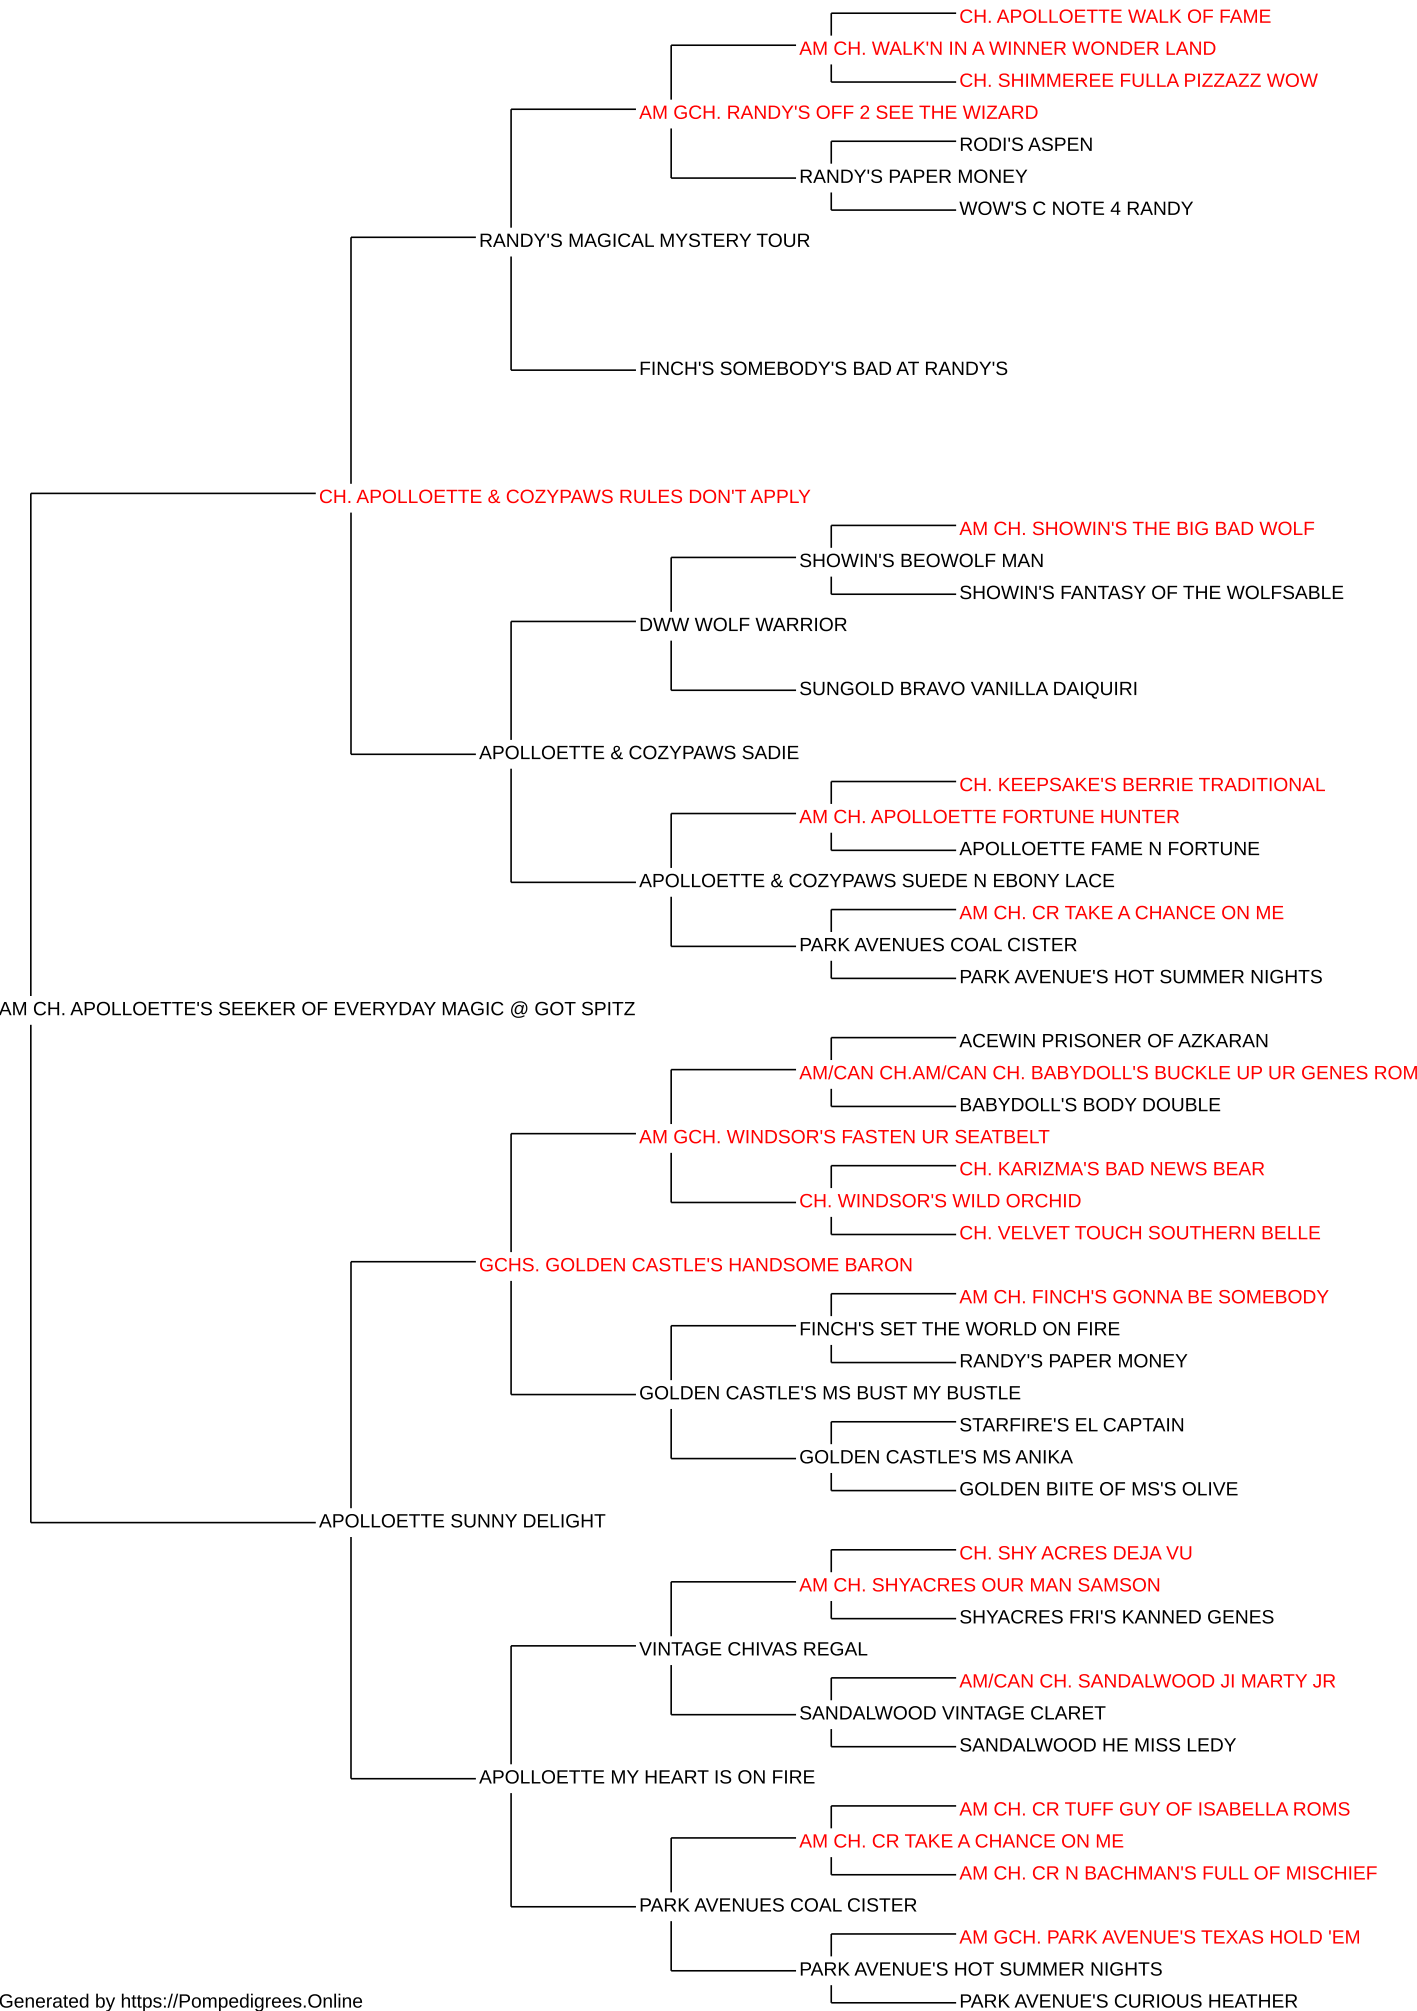 CH. APOLLOETTE WALK OF FAME
AM CH. WALK'N IN A WINNER WONDER LAND
CH. SHIMMEREE FULLA PIZZAZZ WOW
AM GCH. RANDY'S OFF 2 SEE THE WIZARD
RODI'S ASPEN
RANDY'S PAPER MONEY
WOW'S C NOTE 4 RANDY
RANDY'S MAGICAL MYSTERY TOUR
FINCH'S SOMEBODY'S BAD AT RANDY'S
CH. APOLLOETTE & COZYPAWS RULES DON'T APPLY
AM CH. SHOWIN'S THE BIG BAD WOLF
SHOWIN'S BEOWOLF MAN
SHOWIN'S FANTASY OF THE WOLFSABLE
DWW WOLF WARRIOR
SUNGOLD BRAVO VANILLA DAIQUIRI
APOLLOETTE & COZYPAWS SADIE
CH. KEEPSAKE'S BERRIE TRADITIONAL
AM CH. APOLLOETTE FORTUNE HUNTER
APOLLOETTE FAME N FORTUNE
APOLLOETTE & COZYPAWS SUEDE N EBONY LACE
AM CH. CR TAKE A CHANCE ON ME
PARK AVENUES COAL CISTER
PARK AVENUE'S HOT SUMMER NIGHTS
AM CH. APOLLOETTE'S SEEKER OF EVERYDAY MAGIC @ GOT SPITZ
ACEWIN PRISONER OF AZKARAN
AM/CAN CH.AM/CAN CH. BABYDOLL'S BUCKLE UP UR GENES ROM
BABYDOLL'S BODY DOUBLE
AM GCH. WINDSOR'S FASTEN UR SEATBELT
CH. KARIZMA'S BAD NEWS BEAR
CH. WINDSOR'S WILD ORCHID
CH. VELVET TOUCH SOUTHERN BELLE
GCHS. GOLDEN CASTLE'S HANDSOME BARON
AM CH. FINCH'S GONNA BE SOMEBODY
FINCH'S SET THE WORLD ON FIRE
RANDY'S PAPER MONEY
GOLDEN CASTLE'S MS BUST MY BUSTLE
STARFIRE'S EL CAPTAIN
GOLDEN CASTLE'S MS ANIKA
GOLDEN BIITE OF MS'S OLIVE
APOLLOETTE SUNNY DELIGHT
CH. SHY ACRES DEJA VU
AM CH. SHYACRES OUR MAN SAMSON
SHYACRES FRI'S KANNED GENES
VINTAGE CHIVAS REGAL
AM/CAN CH. SANDALWOOD JI MARTY JR
SANDALWOOD VINTAGE CLARET
SANDALWOOD HE MISS LEDY
APOLLOETTE MY HEART IS ON FIRE
AM CH. CR TUFF GUY OF ISABELLA ROMS
AM CH. CR TAKE A CHANCE ON ME
AM CH. CR N BACHMAN'S FULL OF MISCHIEF
PARK AVENUES COAL CISTER
AM GCH. PARK AVENUE'S TEXAS HOLD 'EM
PARK AVENUE'S HOT SUMMER NIGHTS
PARK AVENUE'S CURIOUS HEATHER
Generated by https://Pompedigrees.Online